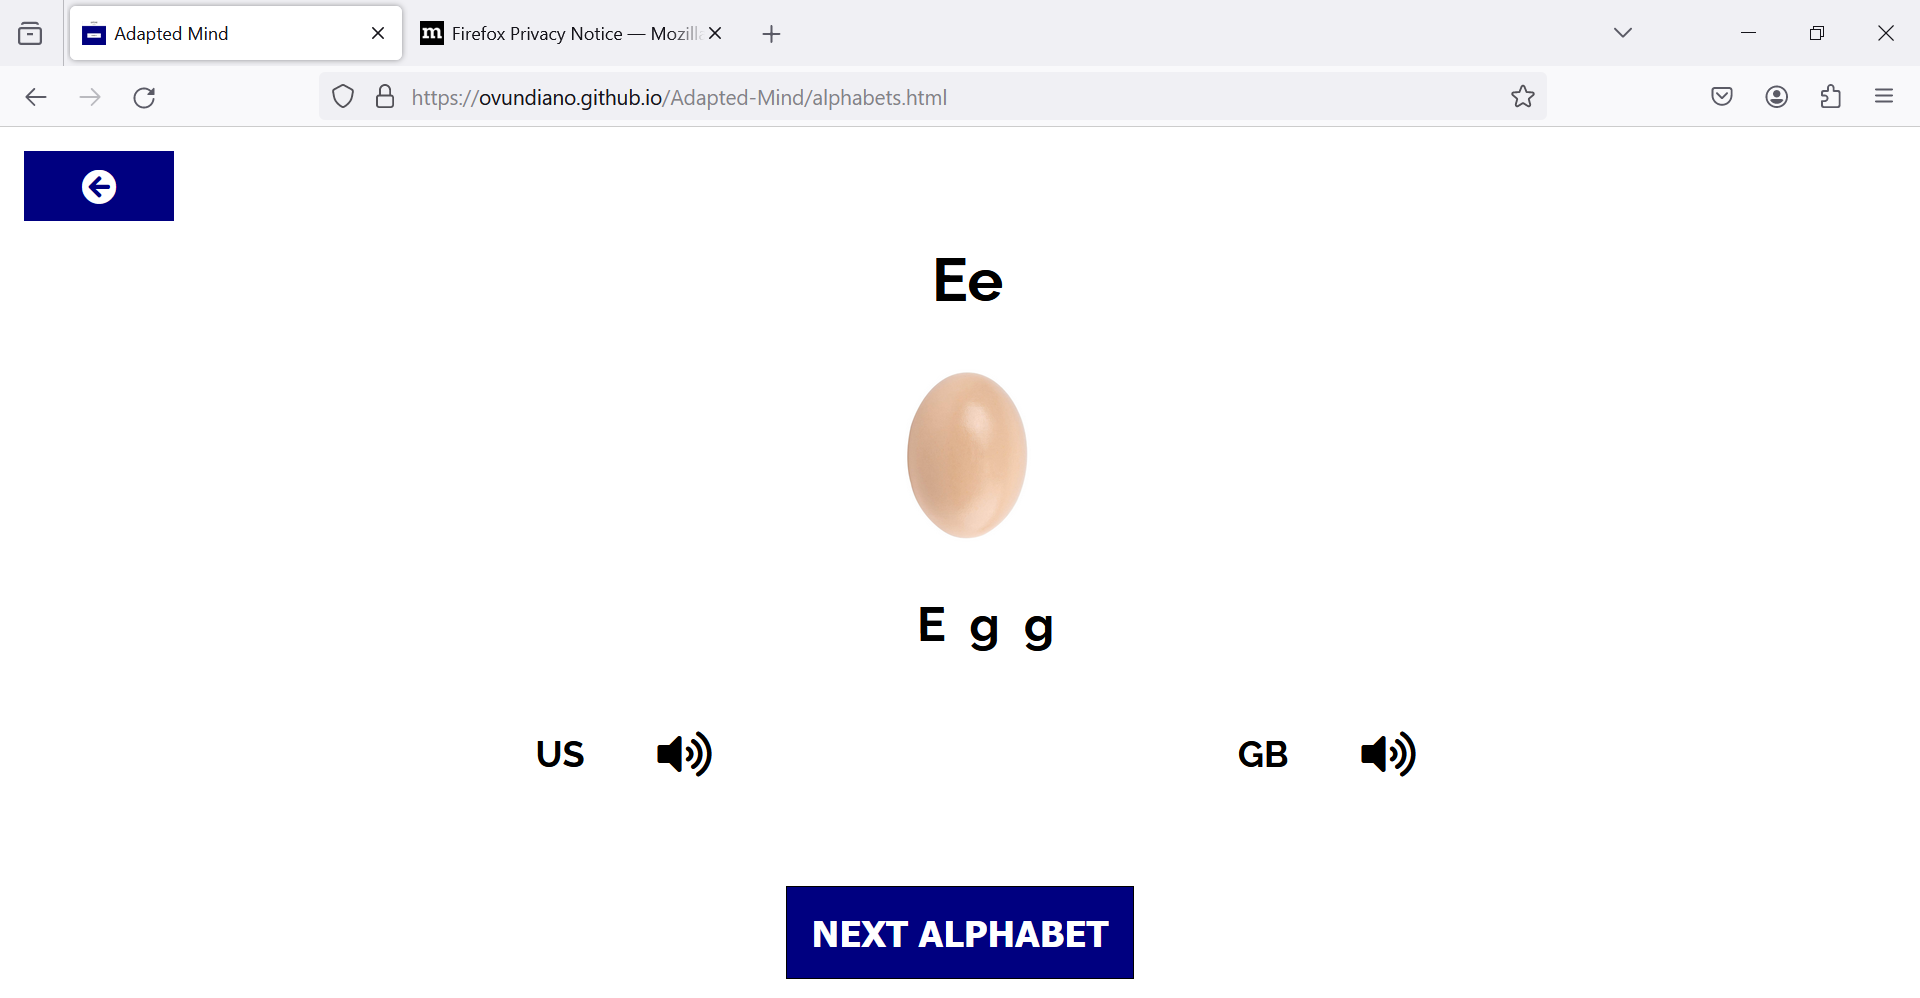 Adapted Mind
Firefox Privacy Notice — Mozill
https://ovundiano.github.io/Adapted-Mind/alphabets.html
Ee
E g g
US
GB
NEXT ALPHABET